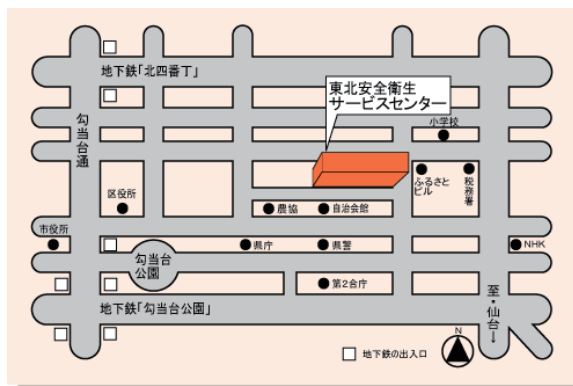 地下鉄「北四番丁」
東北安全衛生
サービスセンター
勾当台通
小学校
ふるさと
ビル
税務署
区役所
農協
自治会館
市役所
県庁
県警
NHK
勾当台
公園
第2合庁
地下鉄「勾当台公園」
至・仙台→
N
地下鉄の出入口